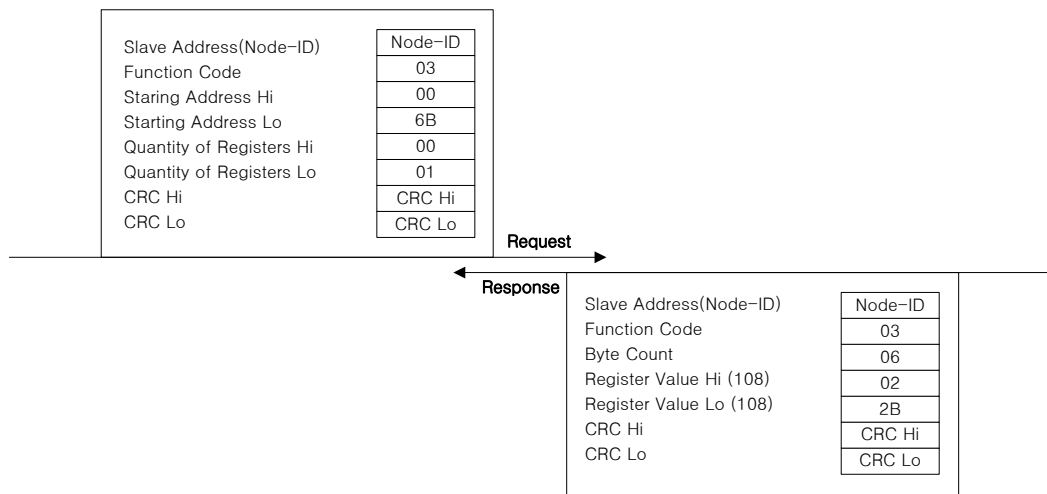 Slave Address(Node-ID) Node-ID
Function Code 03
Staring Address Hi 00
Starting Address Lo 6B
Quantity of Registers Hi 00
Quantity of Registers Lo 01
CRC Hi CRC Hi
CRC Lo CRC Lo
Request
Response
Slave Address(Node-ID) Node-ID
Function Code 03
Byte Count 06
Register Value Hi (108) 02
Register Value Lo (108) 2B
CRC Hi CRC Hi
CRC Lo CRC Lo